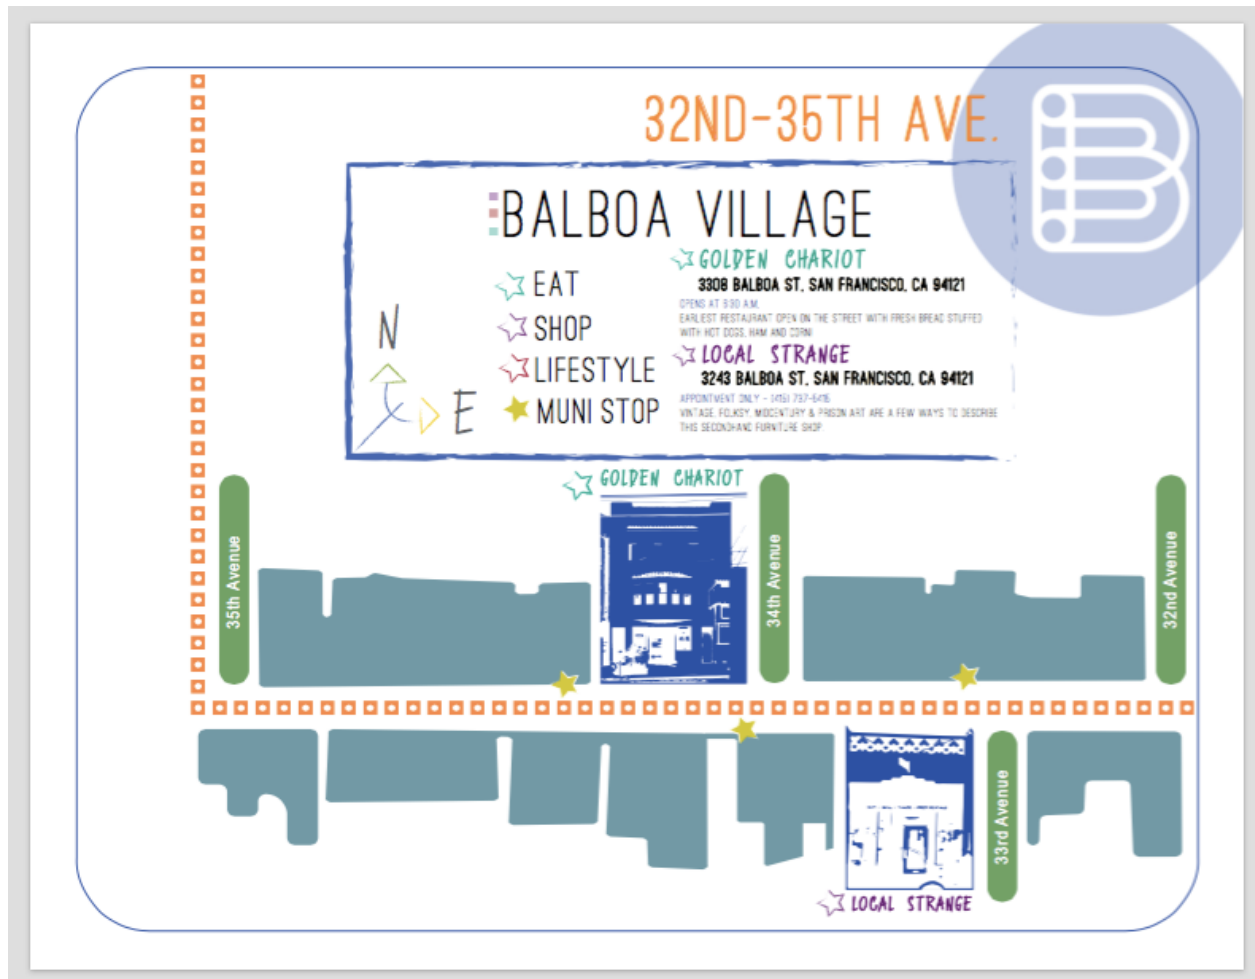 32ND-35TH AVE.
BALBOA VILLAGE
EAT
SHOP
LIFESTYLE
MUNI STOP
N
E
GOLDEN CHARIOT
3308 BALBOA ST, SAN FRANCISCO, CA 94121
OPENS AT 9:30 A.M.
EARLIEST RESTAURANT OPEN ON THE STREET WITH FRESH BREAD STUFFED
WITH HOT DOGS, HAM AND CORN!
LOCAL STRANGE
3243 BALBOA ST, SAN FRANCISCO, CA 94121
APPOINTMENT ONLY - (415) 
VINTAGE, FOLKSY, MIDCENTURY & PRISON ART ARE A FEW WAYS TO DESCRIBE
THIS SECONDHAND FURNITURE SHOP
GOLDEN CHARIOT
35th Avenue
34th Avenue
32nd Avenue
33rd Avenue
LOCAL STRANGE